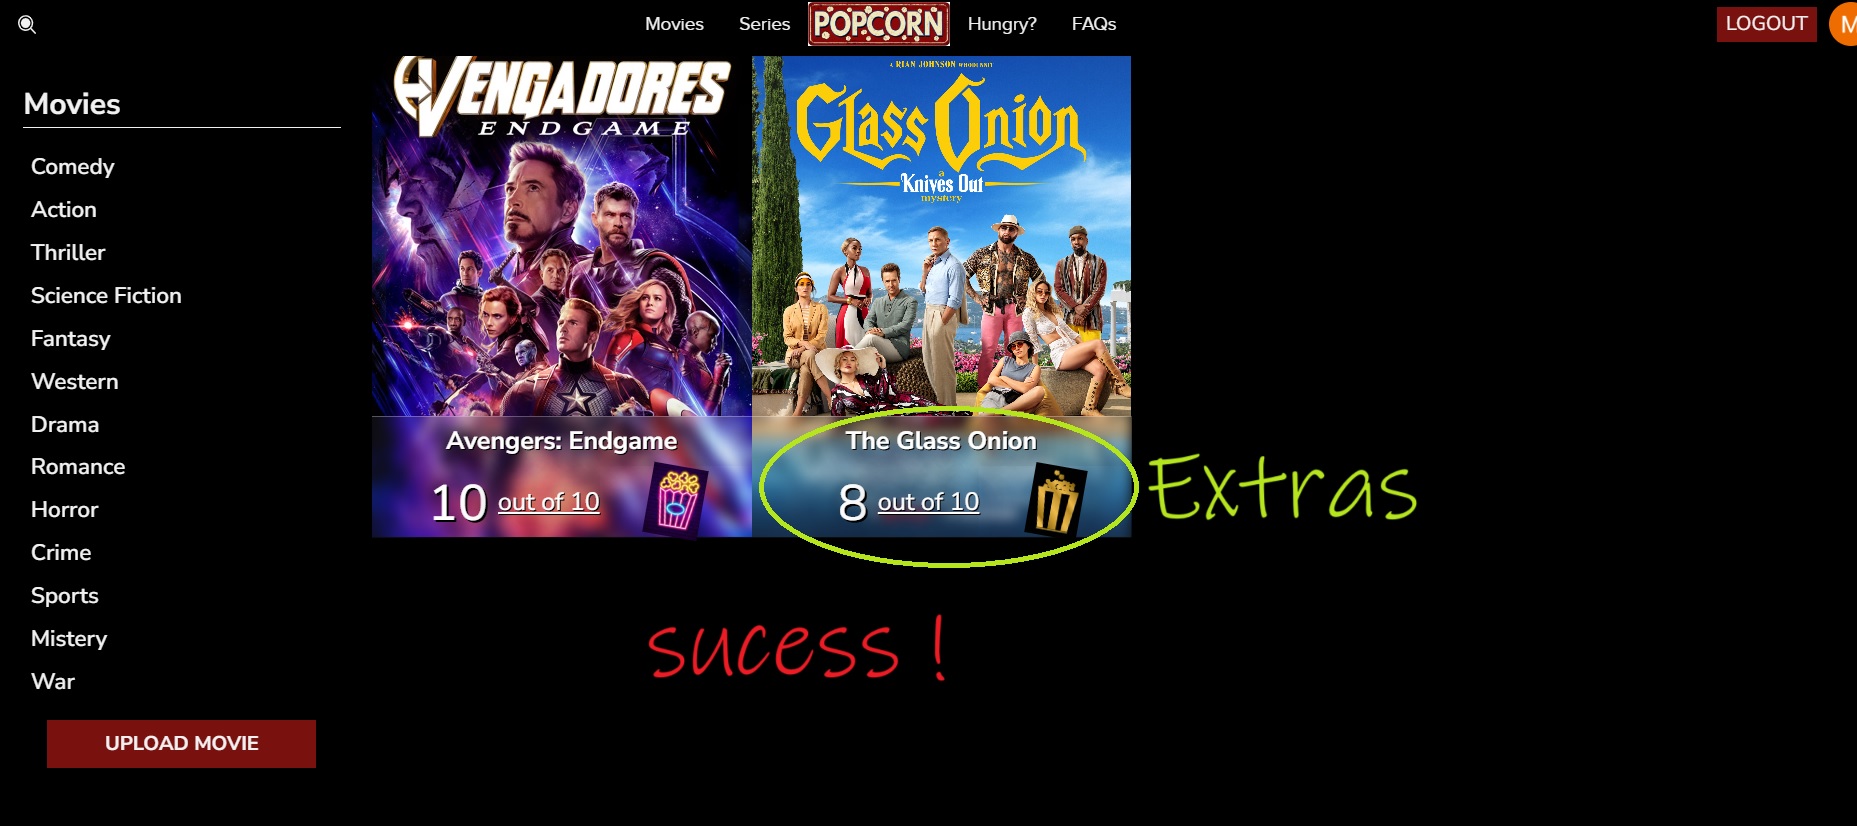 Movies Series POPCORN Hungry? FAQs LOGOUT M
Movies
Comedy
Action
Thriller
Science Fiction
Fantasy
Western
Drama
Romance
Horror
Crime
Sports
Mistery
War
UPLOAD MOVIE
VENGADORES
ENDGAME
Avengers: Endgame
10 out of 10
A RIAN JOHNSON WHODUNNIT
Glass Onion
a
Knives Out
mystery
The Glass Onion
8 out of 10
Extras
sucess !